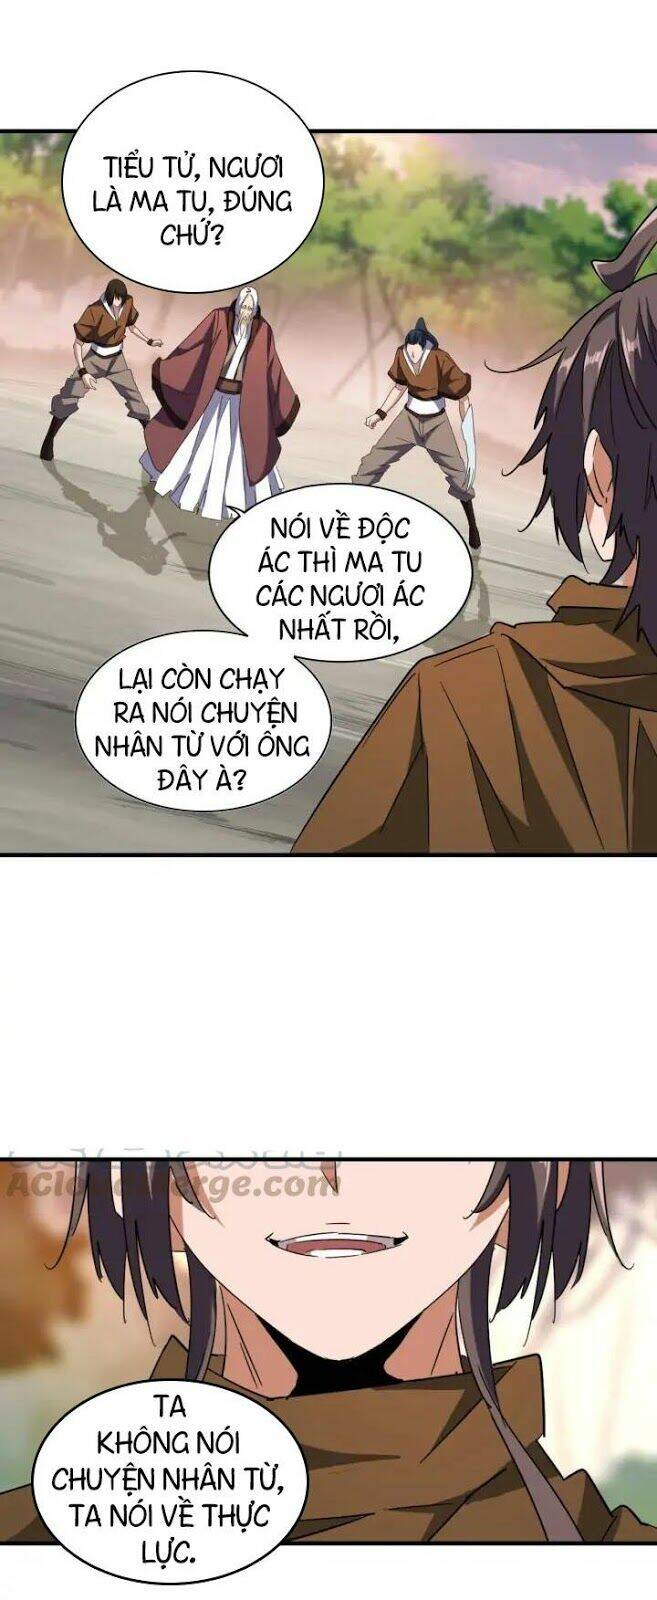 TIỂU TỬ, NGƯƠI
LÀ MA TU, ĐÚNG
CHỨ?
NÓI VỀ ĐỘC
ÁC THÌ MA TU
CÁC NGƯƠI ÁC
NHẤT RỒI,
LẠI CÒN CHẠY
RA NÓI CHUYỆN
NHÂN TỪ VỚI ÔNG
ĐÂY À?
TA
KHÔNG NÓI
CHUYỆN NHÂN TỪ,
TA NÓI VỀ THỰC
LỰC.